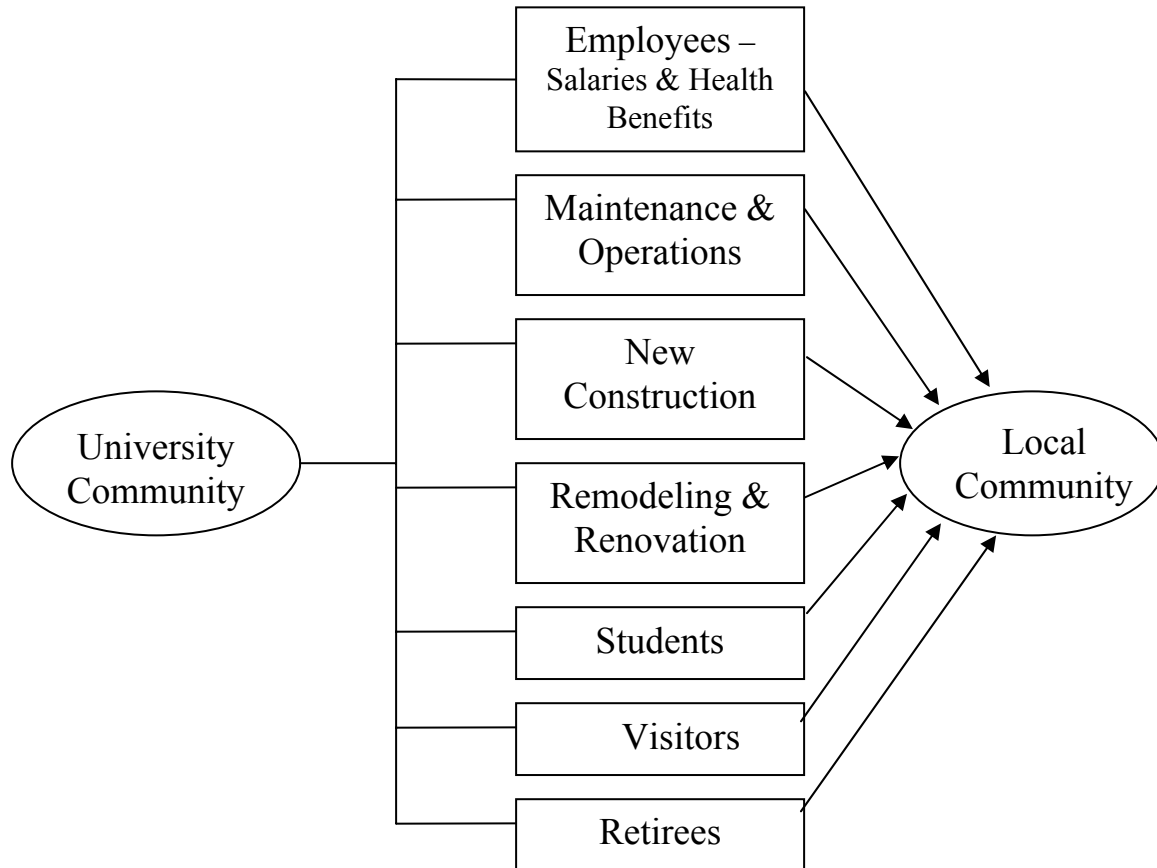 Employees –
Salaries & Health
Benefits
Maintenance &
Operations
New
Construction
University
Community
Local
Community
Remodeling &
Renovation
Students
Visitors
Retirees